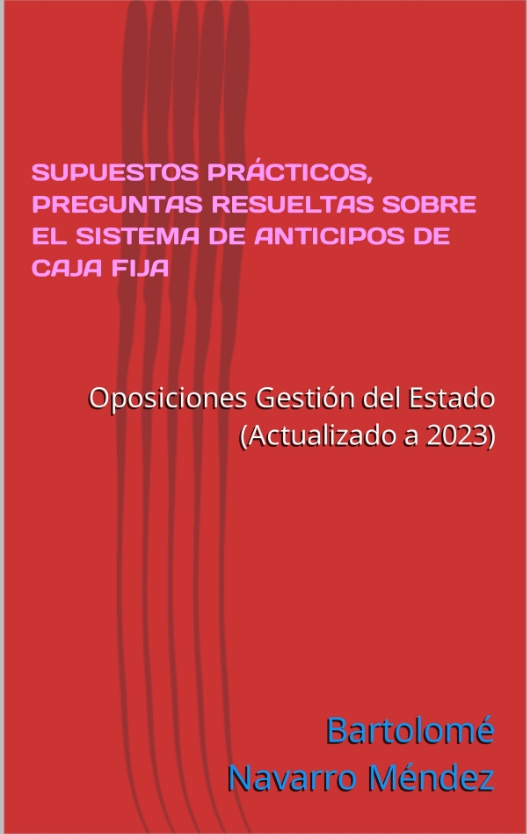 SUPUESTOS PRÁCTICOS,
PREGUNTAS RESUELTAS SOBRE
EL SISTEMA DE ANTICIPOS DE
CAJA FIJA
Oposiciones Gestión del Estado
(Actualizado a 2023)
Bartolomé
Navarro Méndez